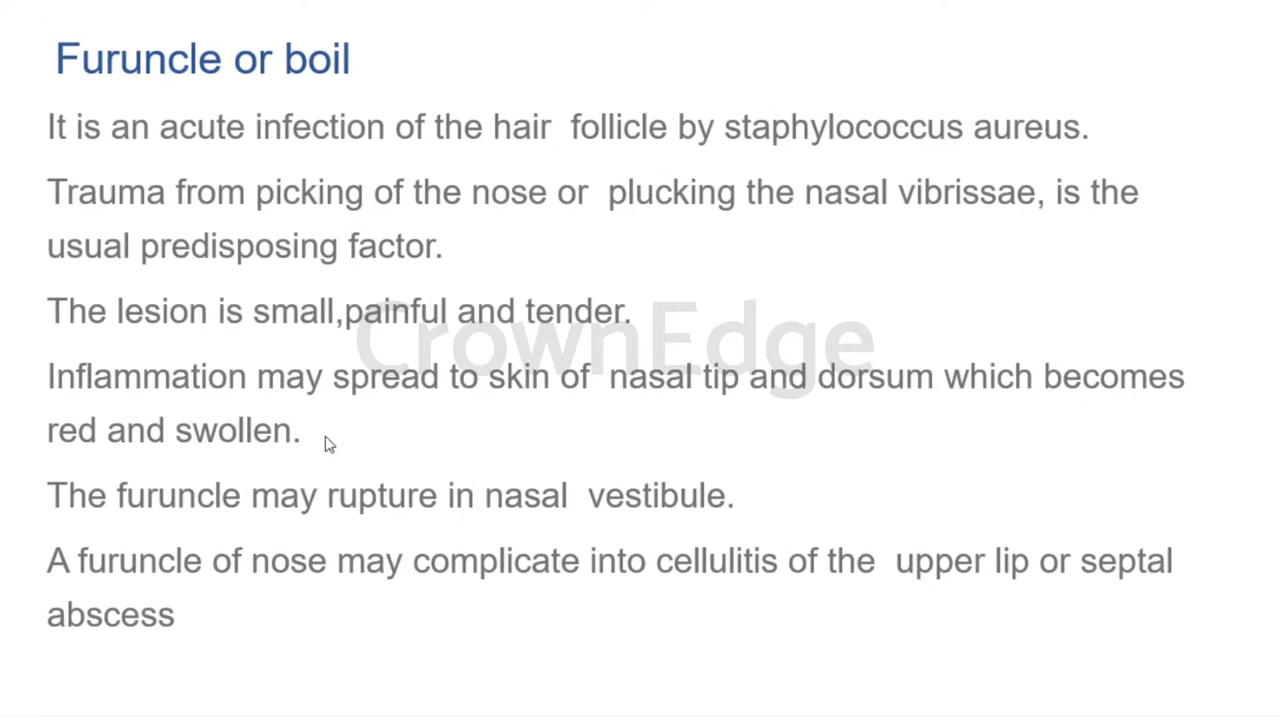 Furuncle or boil
It is an acute infection of the hair follicle by staphylococcus aureus.
Trauma from picking of the nose or plucking the nasal vibrissae, is the
usual predisposing factor.
The lesion is small,painful and tender.
CrownEdge
Inflammation may spread to skin of nasal tip and dorsum which becomes
red and swollen.
The furuncle may rupture in nasal vestibule.
A furuncle of nose may complicate into cellulitis of the upper lip or septal
abscess